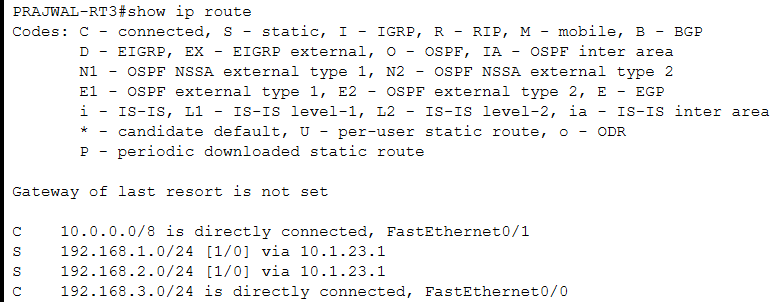 PRAJWAL-RT3#show ip route
Codes: C - connected, S - static, I - IGRP, R - RIP, M - mobile, B - BGP
D - EIGRP, EX - EIGRP external, O - OSPF, IA - OSPF inter area
N1 - OSPF NSSA external type 1, N2 - OSPF NSSA external type 2
E1 - OSPF external type 1, E2 - OSPF external type 2, E - EGP
i - IS-IS, L1 - IS-IS level-1, L2 - IS-IS level-2, ia - IS-IS inter area
* - candidate default, U - per-user static route, o - ODR
P - periodic downloaded static route
Gateway of last resort is not set
C 10.0.0.0/8 is directly connected, FastEthernet0/1
S 192.168.1.0/24 [1/0] via 10.1.23.1
S 192.168.2.0/24 [1/0] via 10.1.23.1
C 192.168.3.0/24 is directly connected, FastEthernet0/0